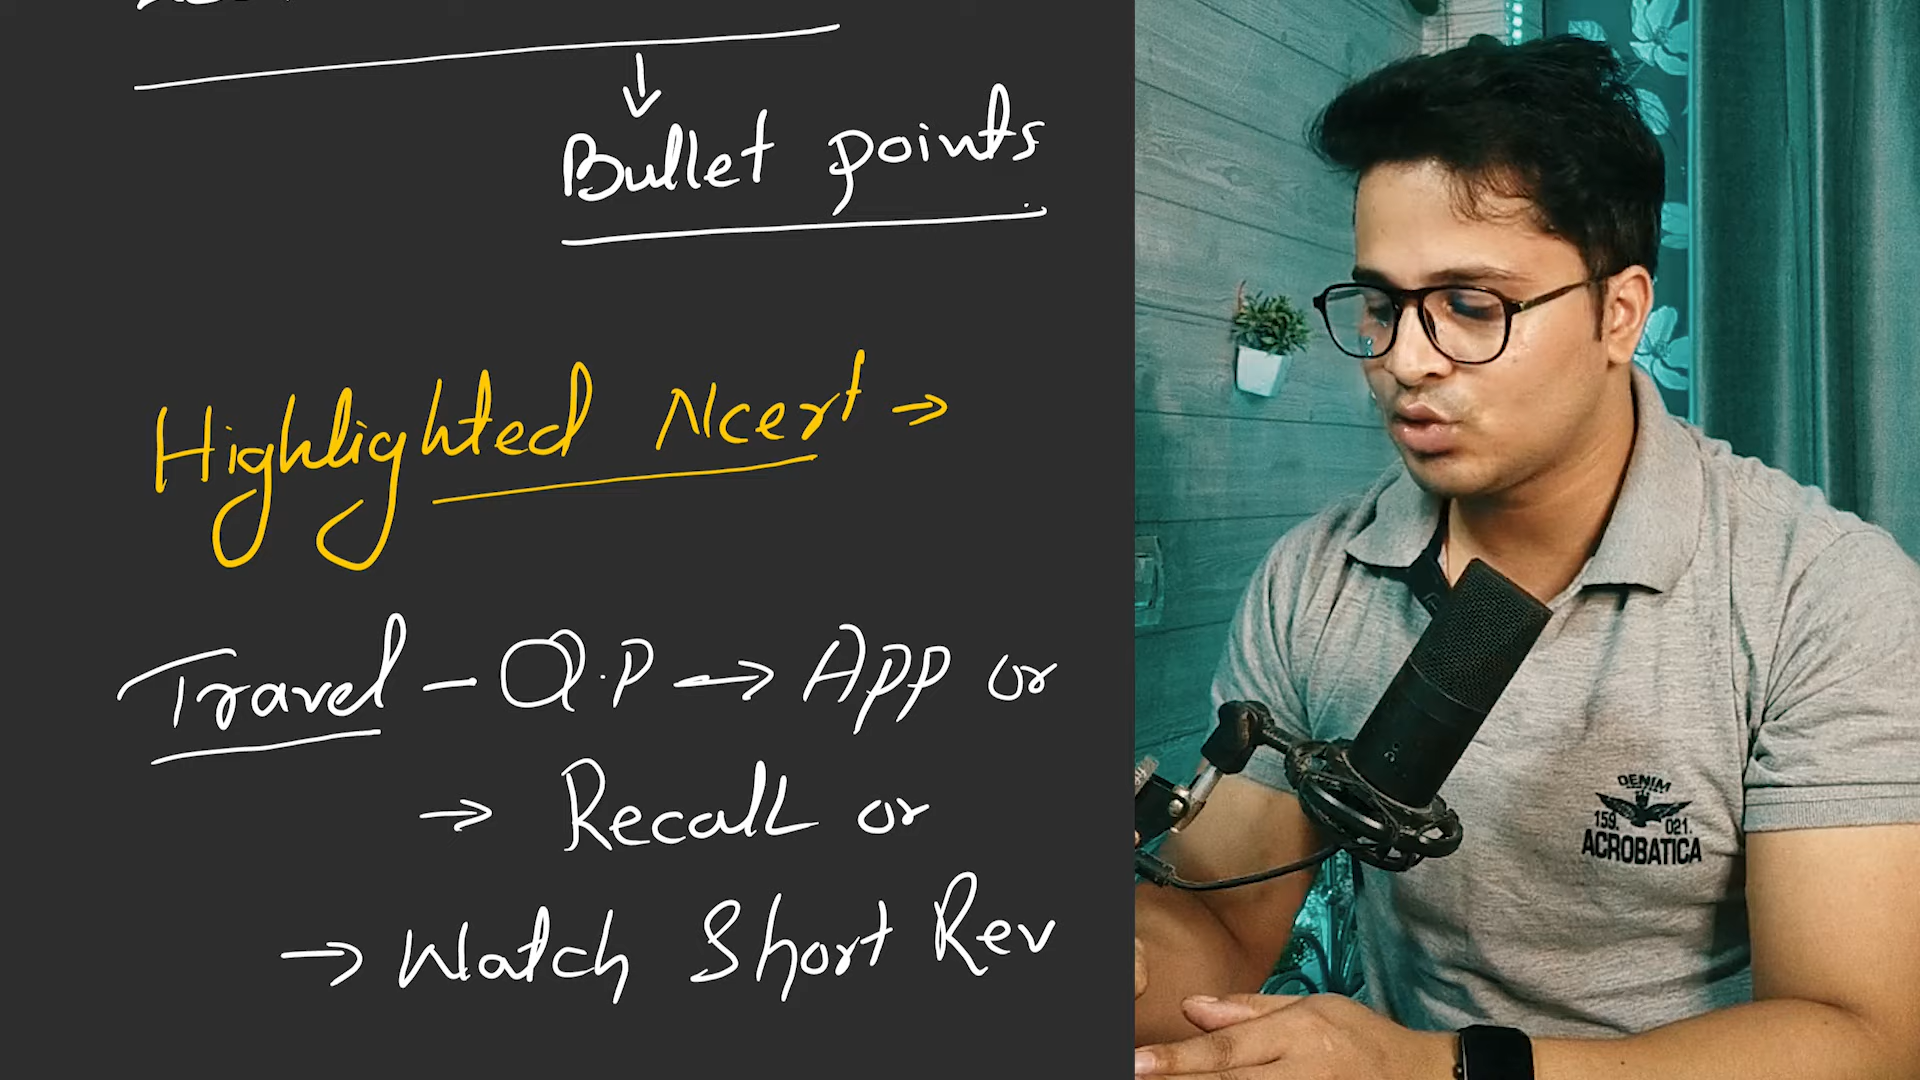 Bullet points
Highlighted Ncert →
Travel - Q.P → App or
→ Recall or
→ Watch Short Rev
DENIM
159. 021.
ACROBATICA